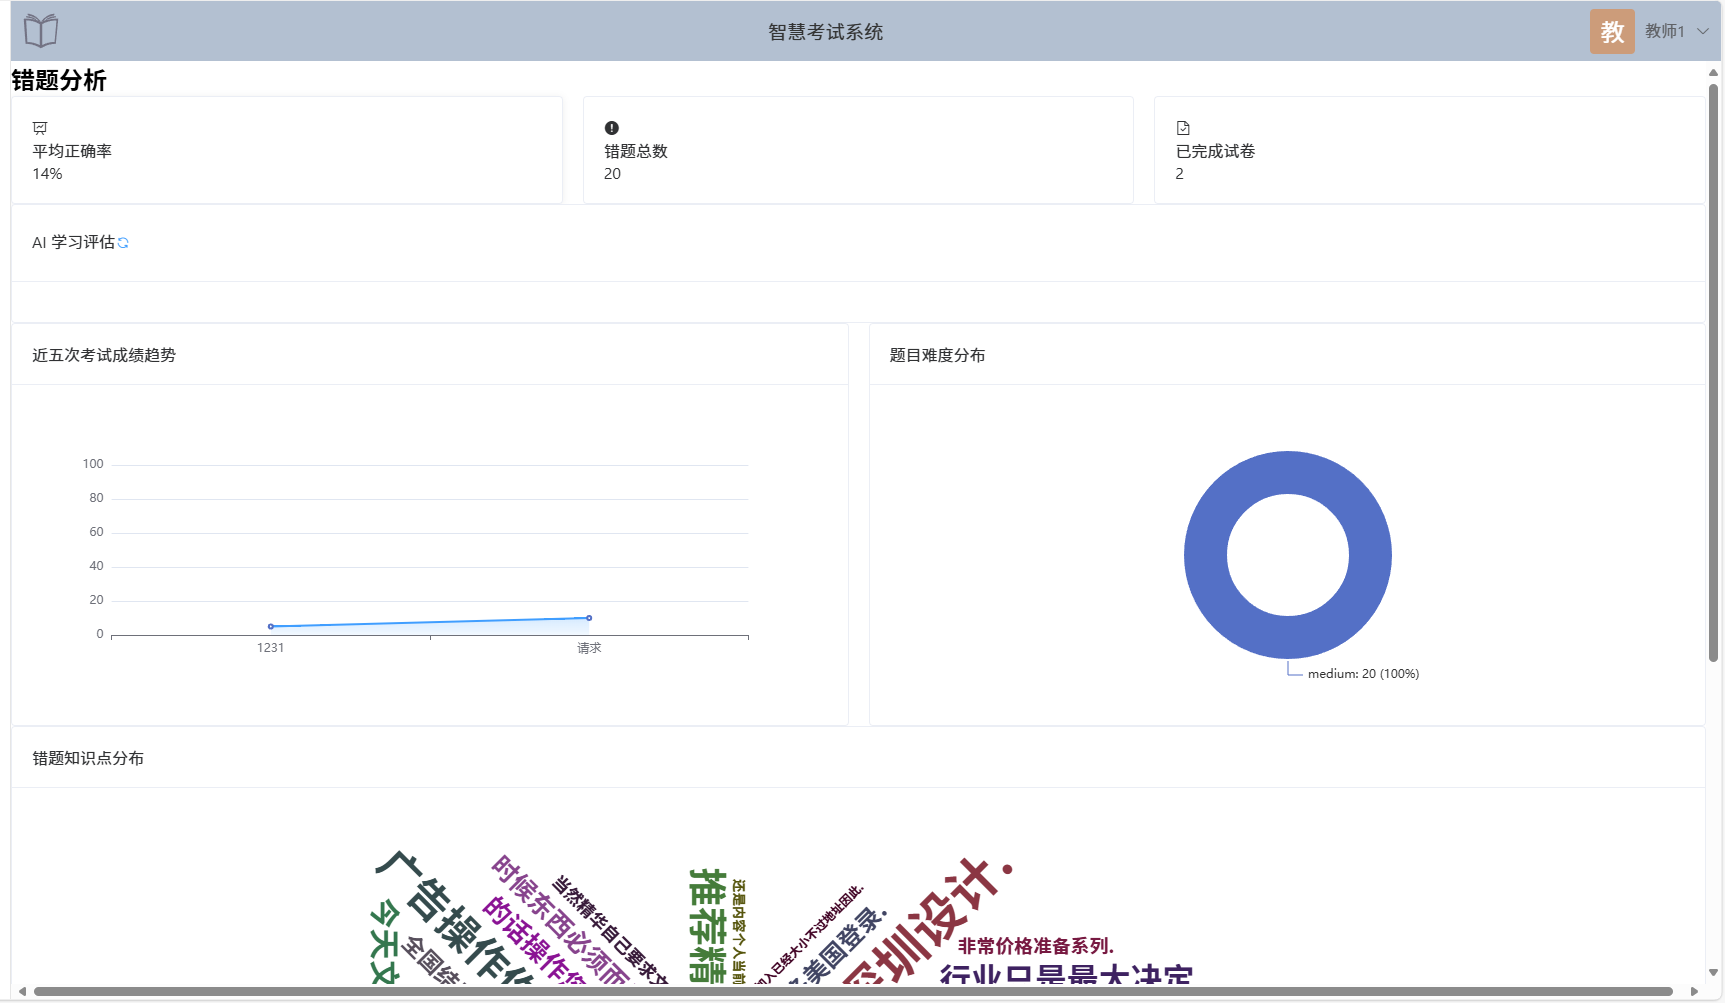 智慧考试系统
教
教师1
错题分析
平均正确率
14%
错题总数
20
已完成试卷
2
AI 学习评估
近五次考试成绩趋势
题目难度分布
100
80
60
40
20
0
1231
请求
medium: 20 (100%)
错题知识点分布
广告操作
今天文
全国结
时候东西必须而
的话操作您
当然精华自己要求文
推荐精
还是内容个人当前
入已经大小不过地址因此.
美国登录.
深圳设计.
非常价格准备系列.
行业只是最大决定